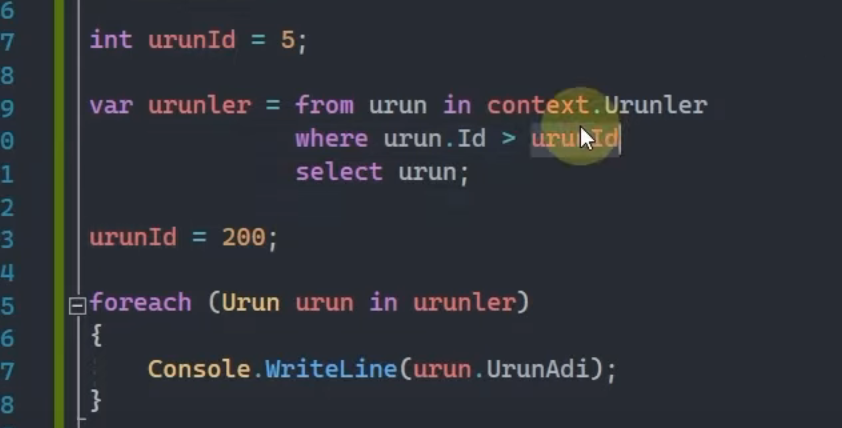 6
7 int urunId = 5;
8
9 var urunler = from urun in context.Urunler
0 where urun.Id > urunId
1 select urun;
2
3 urunId = 200;
4
5 foreach (Urun urun in urunler)
6 {
7 Console.WriteLine(urun.UrunAdi);
8 }